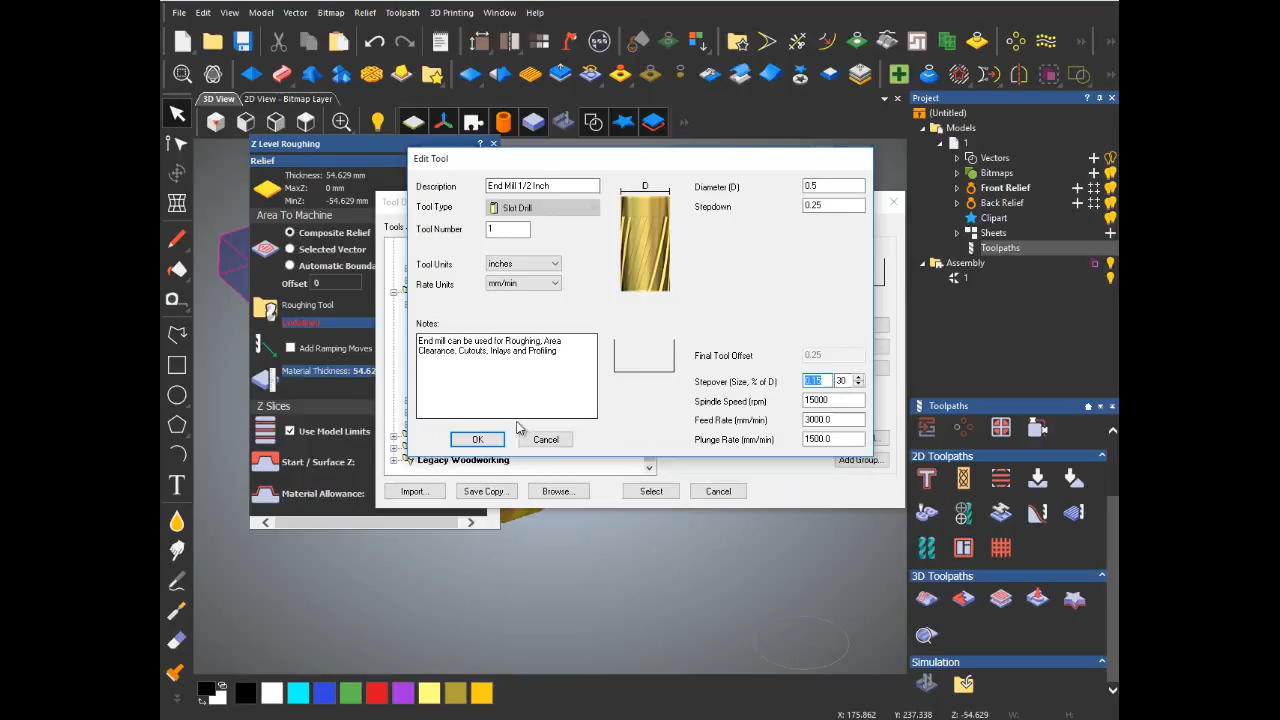 File Edit View Model Vector Bitmap Relief Toolpath 3D Printing Window Help
3D View 2D View - Bitmap Layer
Z Level Roughing ?
Relief
Thickness: 54.629 mm
MaxZ: 0 mm
MinZ: -54.629 mm
Area To Machine
Composite Relief
Selected Vector
Automatic Bounda
Offset 0
Roughing Tool
Undefined
Add Ramping Moves
Material Thickness: 54.62
Z Slices
Use Model Limits
Start / Surface Z:
Material Allowance:
Edit Tool
Description End Mill 1/2 Inch
Tool Type Slot Drill
Tool Number 1
Tool Units inches
Rate Units mm/min
Notes:
End mill can be used for Roughing, Area
Clearance, Cutouts, Inlays and Profiling
OK Cancel
D
Diameter (D) 0.5
Stepdown 0.25
Final Tool Offset 0.25
Stepover (Size, % of D) 0.15 30
Spindle Speed (rpm) 15000
Feed Rate (mm/min) 3000.0
Plunge Rate (mm/min) 1500.0
Tools
Legacy Woodworking
Add Group...
Import... Save Copy... Browse... Select Cancel
Project ?
(Untitled)
Models
1
Vectors
Bitmaps
Front Relief
Back Relief
Clipart
Sheets
Toolpaths
Assembly
1
Toolpaths
2D Toolpaths
3D Toolpaths
Simulation
X: 175.862 Y: 237.338 Z: -54.629 W: H: